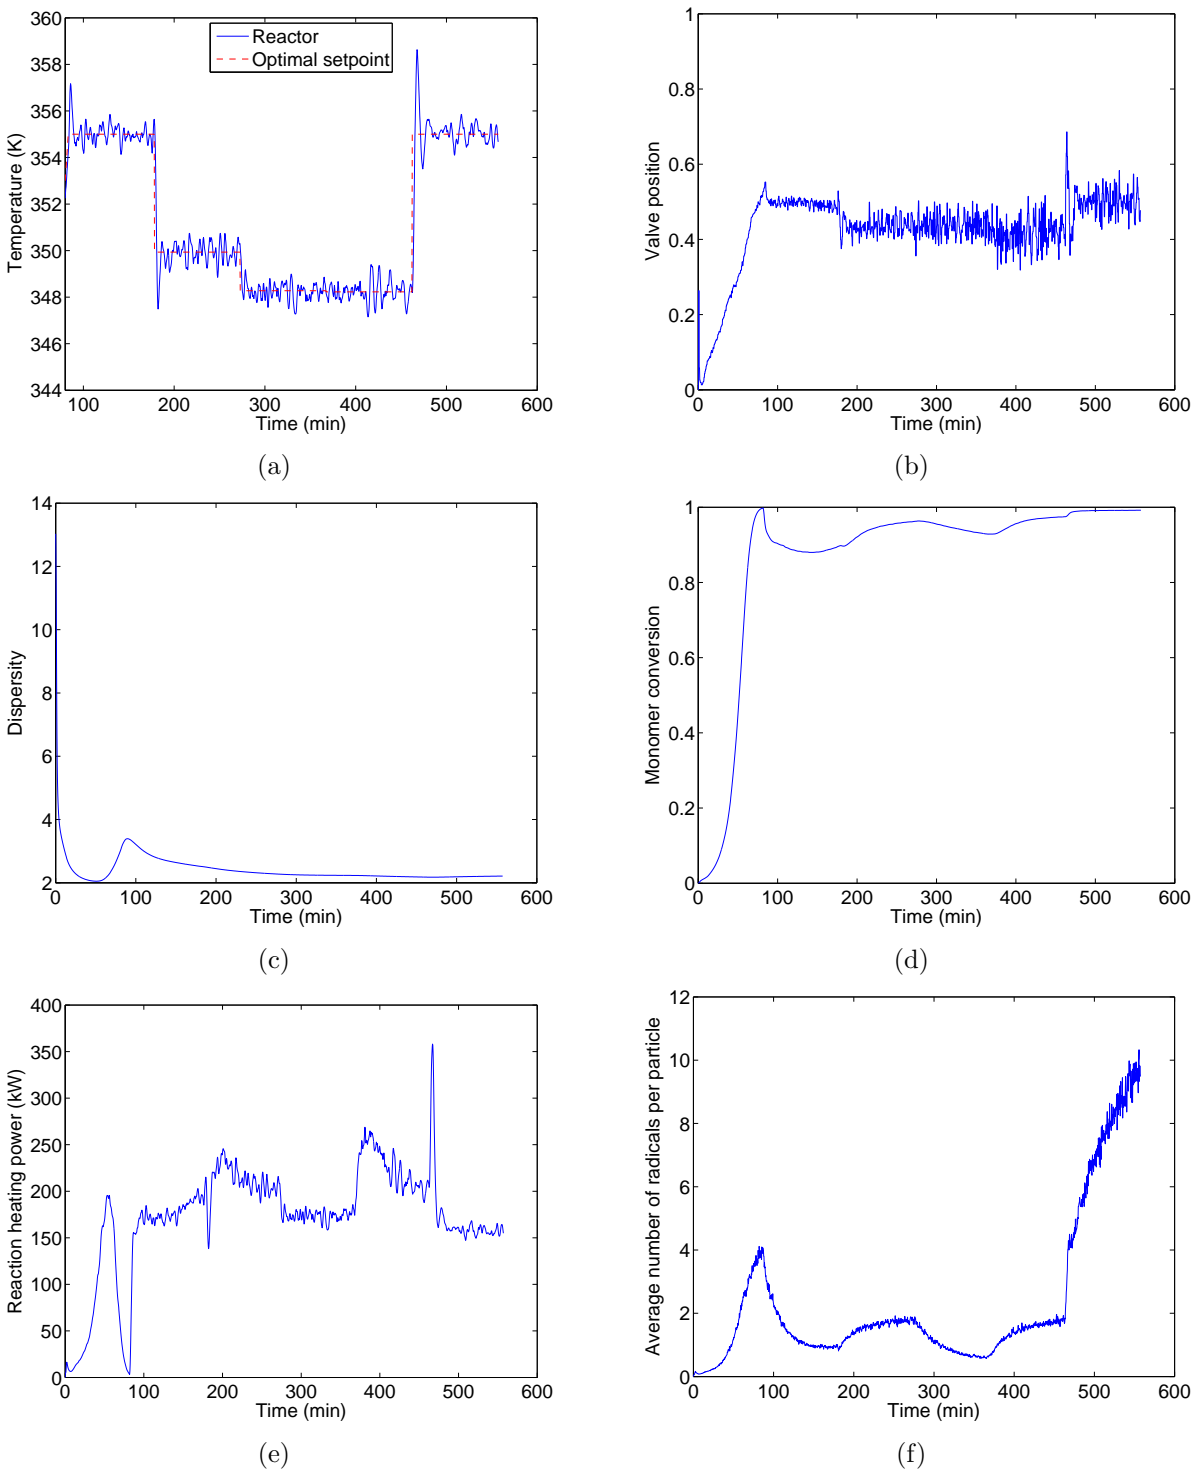 360
358
356
354
352
350
348
346
344
Temperature (K)
Reactor
Optimal setpoint
100 200 300 400 500 600
Time (min)
(a)
1
0.8
0.6
0.4
0.2
0
Valve position
0 100 200 300 400 500 600
Time (min)
(b)
14
12
10
8
6
4
2
Dispersity
0 100 200 300 400 500 600
Time (min)
(c)
1
0.8
0.6
0.4
0.2
0
Monomer conversion
0 100 200 300 400 500 600
Time (min)
(d)
400
350
300
250
200
150
100
50
0
Reaction heating power (kW)
0 100 200 300 400 500 600
Time (min)
(e)
12
10
8
6
4
2
0
Average number of radicals per particle
0 100 200 300 400 500 600
Time (min)
(f)